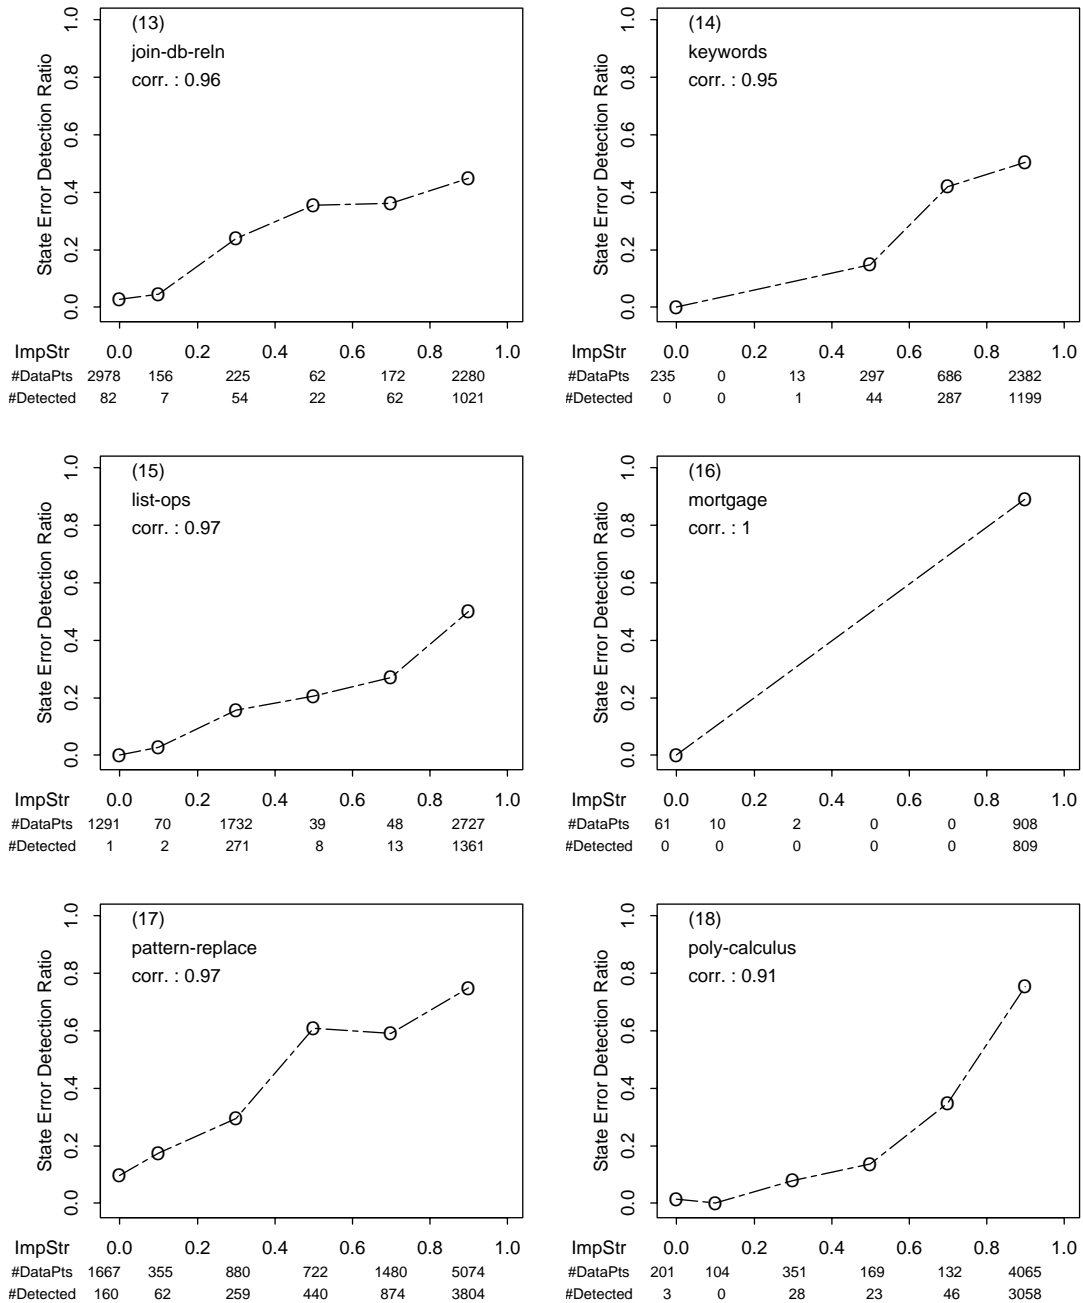 (13)
join-db-reln
corr. : 0.96
State Error Detection Ratio
0.0 0.2 0.4 0.6 0.8 1.0
ImpStr 0.0 0.2 0.4 0.6 0.8 1.0
#DataPts 2978 156 225 62 172 2280
#Detected 82 7 54 22 62 1021
(14)
keywords
corr. : 0.95
State Error Detection Ratio
0.0 0.2 0.4 0.6 0.8 1.0
ImpStr 0.0 0.2 0.4 0.6 0.8 1.0
#DataPts 235 0 13 297 686 2382
#Detected 0 0 1 44 287 1199
(15)
list-ops
corr. : 0.97
State Error Detection Ratio
0.0 0.2 0.4 0.6 0.8 1.0
ImpStr 0.0 0.2 0.4 0.6 0.8 1.0
#DataPts 1291 70 1732 39 48 2727
#Detected 1 2 271 8 13 1361
(16)
mortgage
corr. : 1
State Error Detection Ratio
0.0 0.2 0.4 0.6 0.8 1.0
ImpStr 0.0 0.2 0.4 0.6 0.8 1.0
#DataPts 61 10 2 0 0 908
#Detected 0 0 0 0 0 809
(17)
pattern-replace
corr. : 0.97
State Error Detection Ratio
0.0 0.2 0.4 0.6 0.8 1.0
ImpStr 0.0 0.2 0.4 0.6 0.8 1.0
#DataPts 1667 355 880 722 1480 5074
#Detected 160 62 259 440 874 3804
(18)
poly-calculus
corr. : 0.91
State Error Detection Ratio
0.0 0.2 0.4 0.6 0.8 1.0
ImpStr 0.0 0.2 0.4 0.6 0.8 1.0
#DataPts 201 104 351 169 132 4065
#Detected 3 0 28 23 46 3058